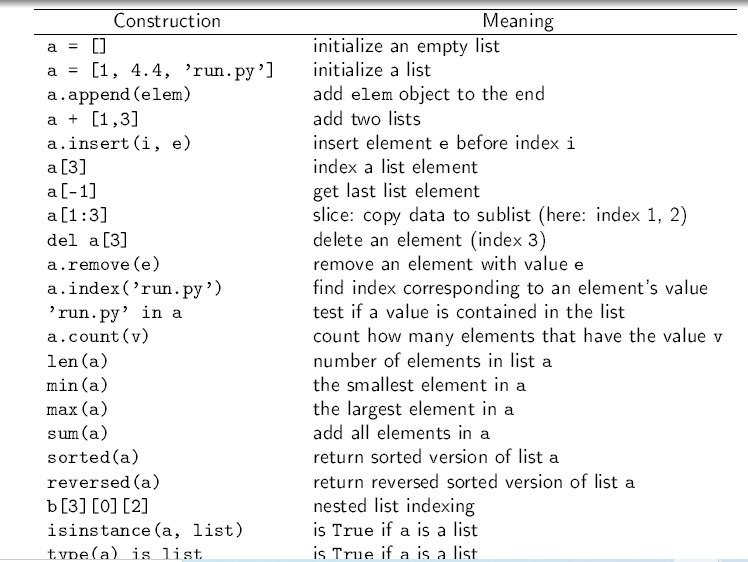 Construction Meaning
a = [] initialize an empty list
a = [1, 4.4, ’run.py’] initialize a list
a.append(elem) add elem object to the end
a + [1,3] add two lists
a.insert(i, e) insert element e before index i
a[3] index a list element
a[-1] get last list element
a[1:3] slice: copy data to sublist (here: index 1, 2)
del a[3] delete an element (index 3)
a.remove(e) remove an element with value e
a.index(’run.py’) find index corresponding to an element’s value
’run.py’ in a test if a value is contained in the list
a.count(v) count how many elements that have the value v
len(a) number of elements in list a
min(a) the smallest element in a
max(a) the largest element in a
sum(a) add all elements in a
sorted(a) return sorted version of list a
reversed(a) return reversed sorted version of list a
b[3][0][2] nested list indexing
isinstance(a, list) is True if a is a list
type(a) is list is True if a is a list